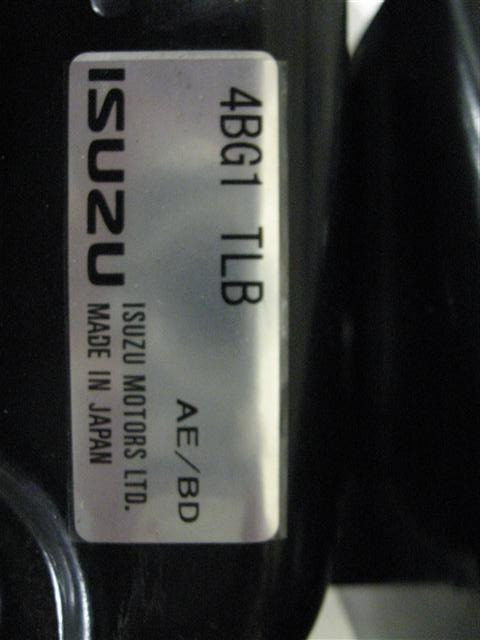 4BG1 TLB
AE/BD
ISUZU
ISUZU MOTORS LTD.
MADE IN JAPAN